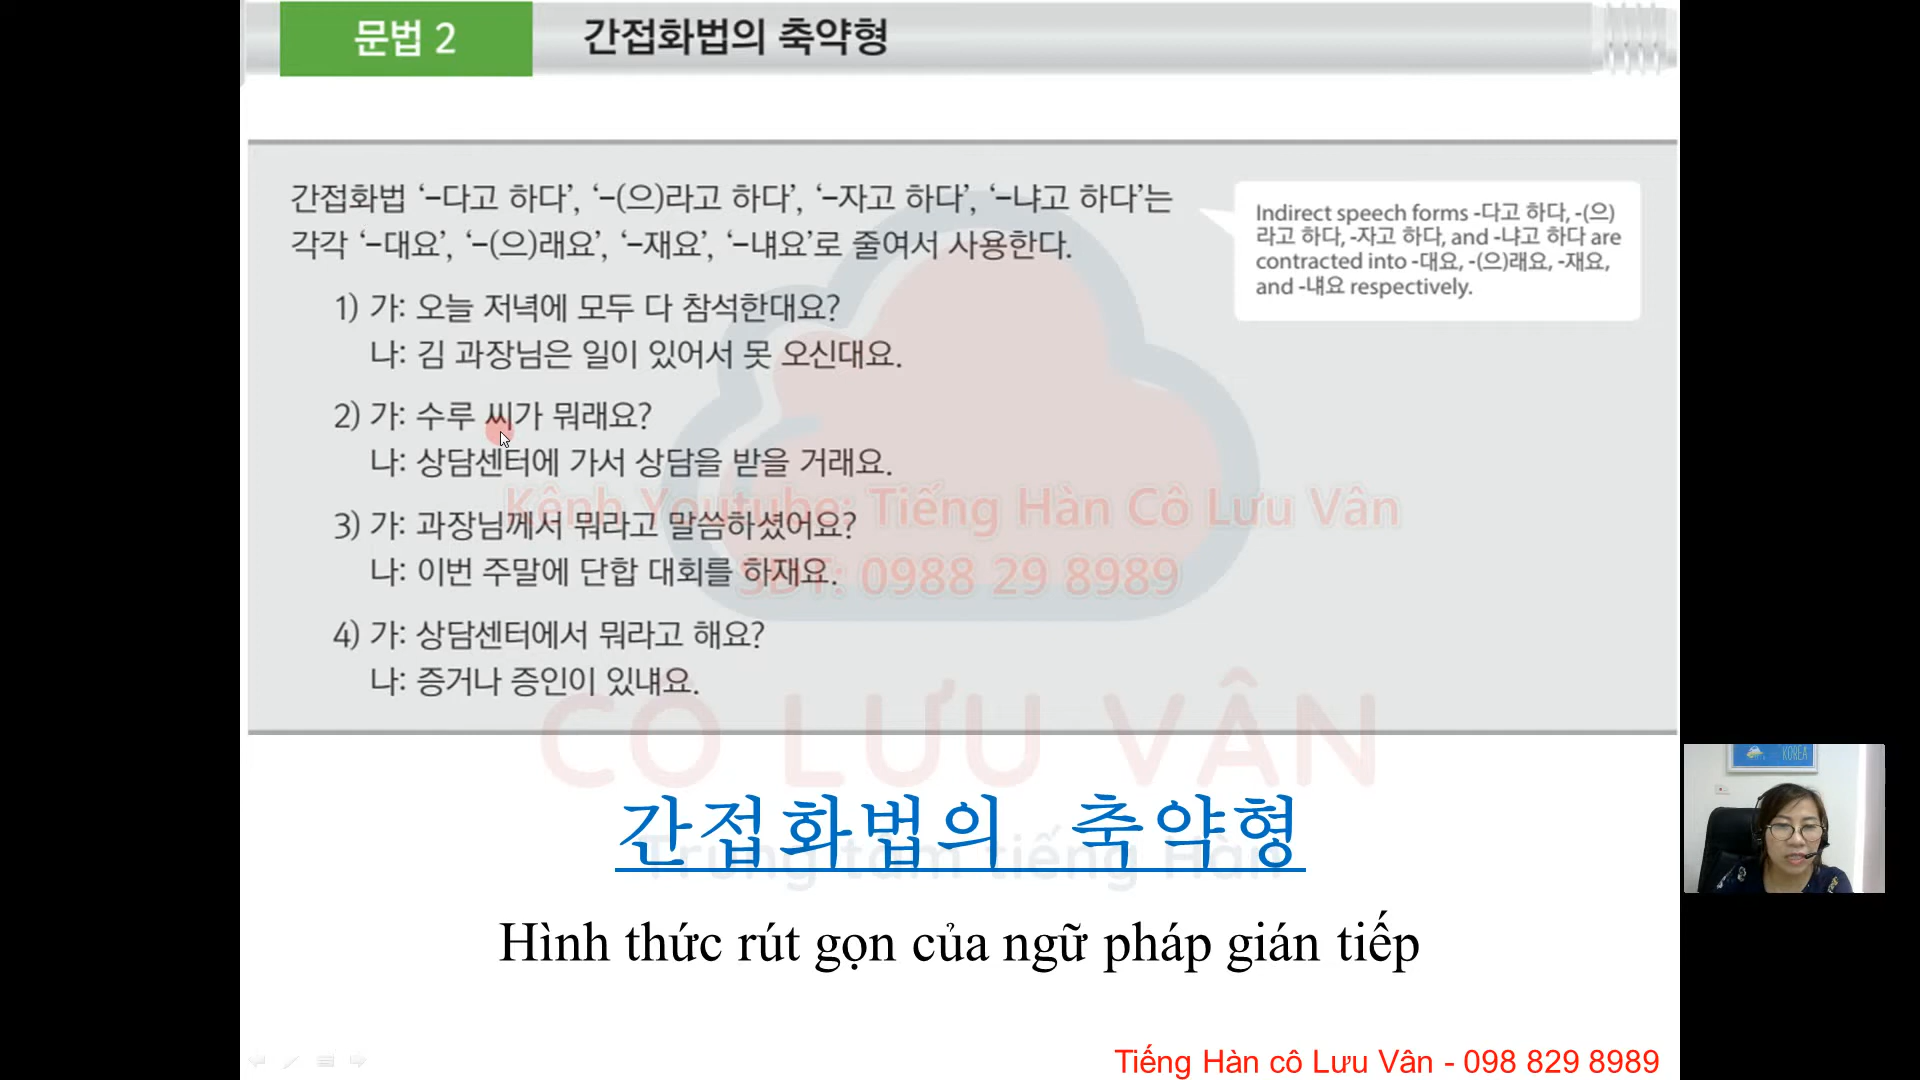 문법 2
간접화법의 축약형
간접화법 ‘–다고 하다’, ‘–(으)라고 하다’, ‘–자고 하다’, ‘–냐고 하다’는
각각 ‘–대요’, ‘–(으)래요’, ‘–재요’, ‘–냬요’로 줄여서 사용한다.
Indirect speech forms -다고 하다, -(으)
라고 하다, -자고 하다, and -냐고 하다 are
contracted into -대요, -(으)래요, -재요,
and -냬요 respectively.
1) 가: 오늘 저녁에 모두 다 참석한대요?
나: 김 과장님은 일이 있어서 못 오신대요.
2) 가: 수루 씨가 뭐래요?
나: 상담센터에 가서 상담을 받을 거래요.
Kênh Youtube: Tiếng Hàn Cô Lưu Vân
3) 가: 과장님께서 뭐라고 말씀하셨어요?
나: 이번 주말에 단합 대회를 하재요.
SĐT: 0988 29 8989
4) 가: 상담센터에서 뭐라고 해요?
나: 증거나 증인이 있냬요.
CÔ LƯU VÂN
KOREA
간접화법의 축약형
Trung tâm tiếng Hàn
Hình thức rút gọn của ngữ pháp gián tiếp
Tiếng Hàn cô Lưu Vân - 098 829 8989